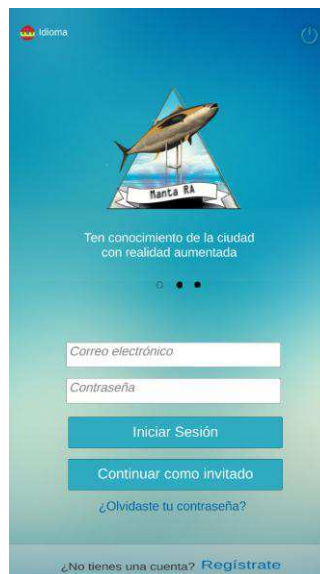 Idioma
Manta RA
Ten conocimiento de la ciudad
con realidad aumentada
Correo electrónico
Contraseña
Iniciar Sesión
Continuar como invitado
¿Olvidaste tu contraseña?
¿No tienes una cuenta? Regístrate